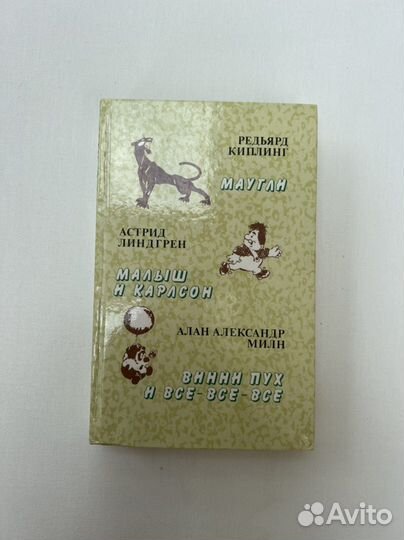 РЕДЬЯРД
КИПЛИНГ
МАУГЛИ
АСТРИД
ЛИНДГРЕН
МАЛЫШ
И КАРЛСОН
АЛАН АЛЕКСАНДР
МИЛН
ВИННИ ПУХ
И ВСЕ-ВСЕ-ВСЕ
Avito